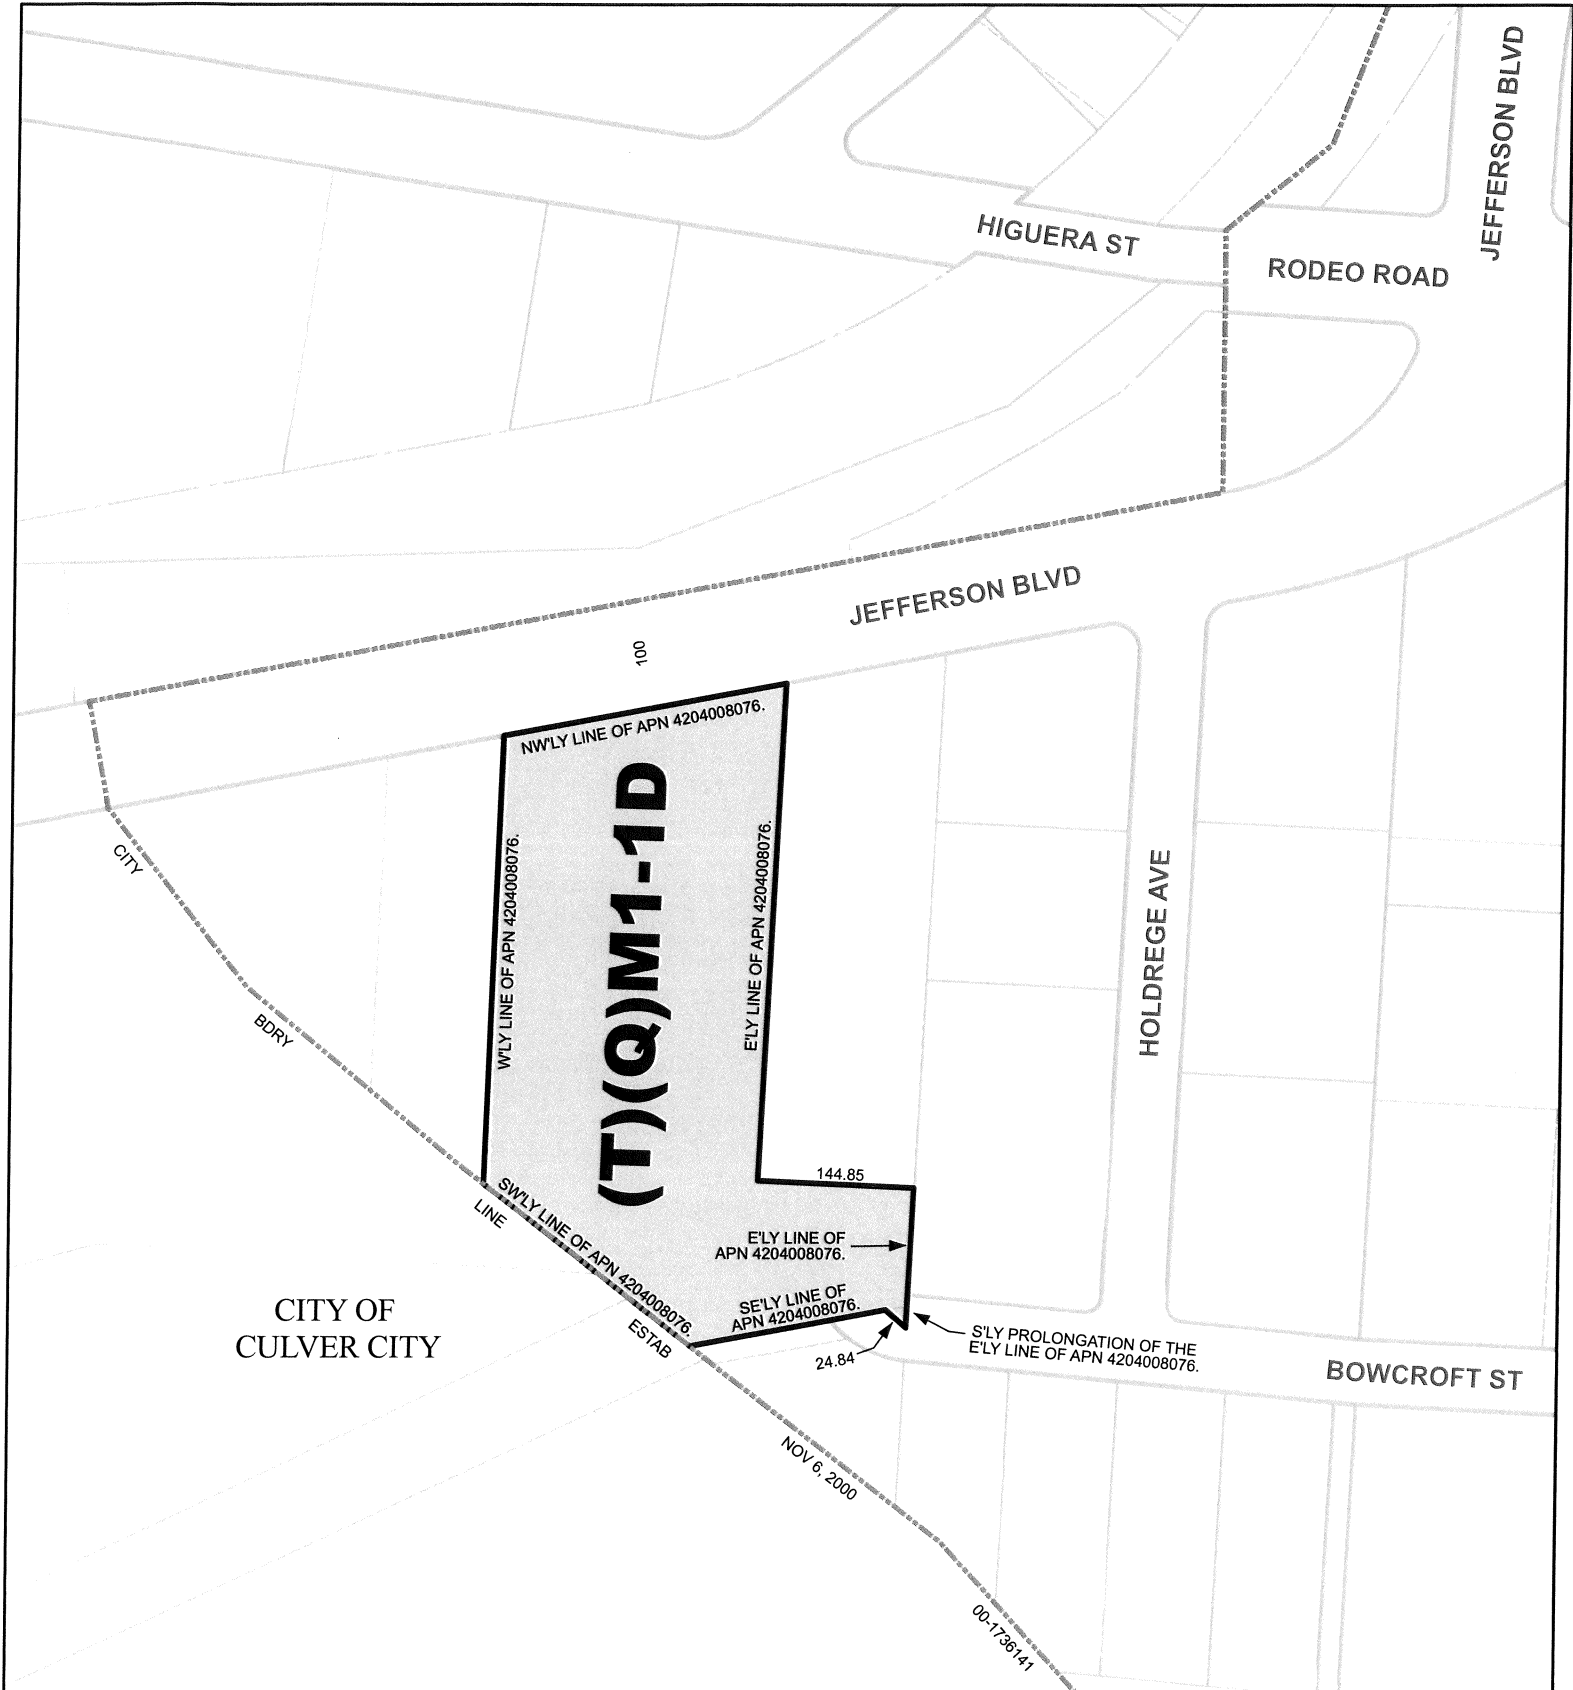 JEFFERSON BLVD
HIGUERA ST
RODEO ROAD
JEFFERSON BLVD
100
NW'LY LINE OF APN 4204008076.
(T)(Q)M1-1D
W'LY LINE OF APN 4204008076.
E'LY LINE OF APN 4204008076.
HOLDREGE AVE
CITY
BDRY
LINE
ESTAB
NOV 6, 2000
00-1736141
SW'LY LINE OF APN 4204008076.
144.85
E'LY LINE OF
APN 4204008076.
SE'LY LINE OF
APN 4204008076.
24.84
S'LY PROLONGATION OF THE
E'LY LINE OF APN 4204008076.
BOWCROFT ST
CITY OF
CULVER CITY